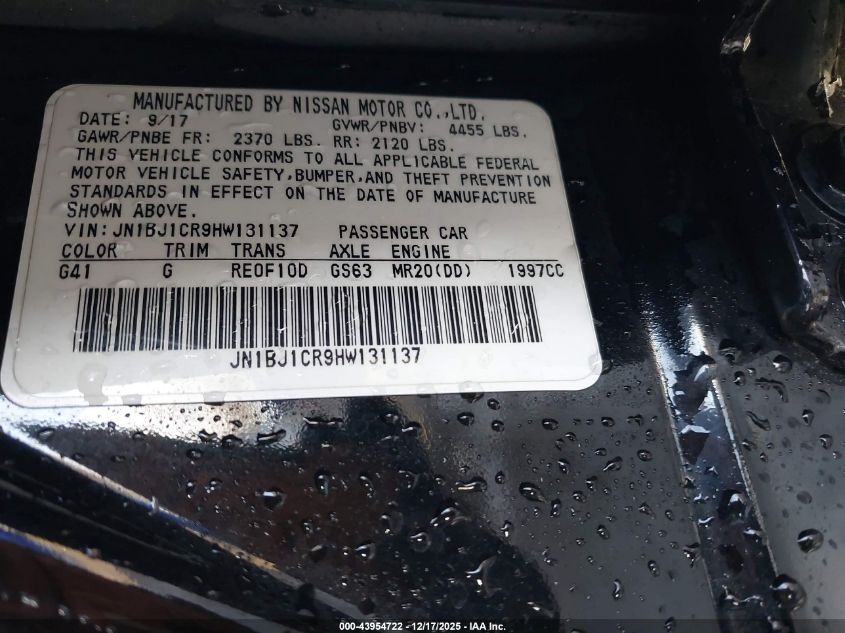 MANUFACTURED BY NISSAN MOTOR CO.,LTD.
DATE: 9/17 GVWR/PNBV: 4455 LBS.
GAWR/PNBE FR: 2370 LBS. RR: 2120 LBS.
THIS VEHICLE CONFORMS TO ALL APPLICABLE FEDERAL
MOTOR VEHICLE SAFETY,BUMPER,AND THEFT PREVENTION
STANDARDS IN EFFECT ON THE DATE OF MANUFACTURE
SHOWN ABOVE.
VIN:JN1BJ1CR9HW131137 PASSENGER CAR
COLOR TRIM TRANS AXLE ENGINE
G41 G RE0F10D GS63 MR20(DD) 1997CC
JN1BJ1CR9HW131137
000-43954722 - 12/17/2025 - IAA Inc.